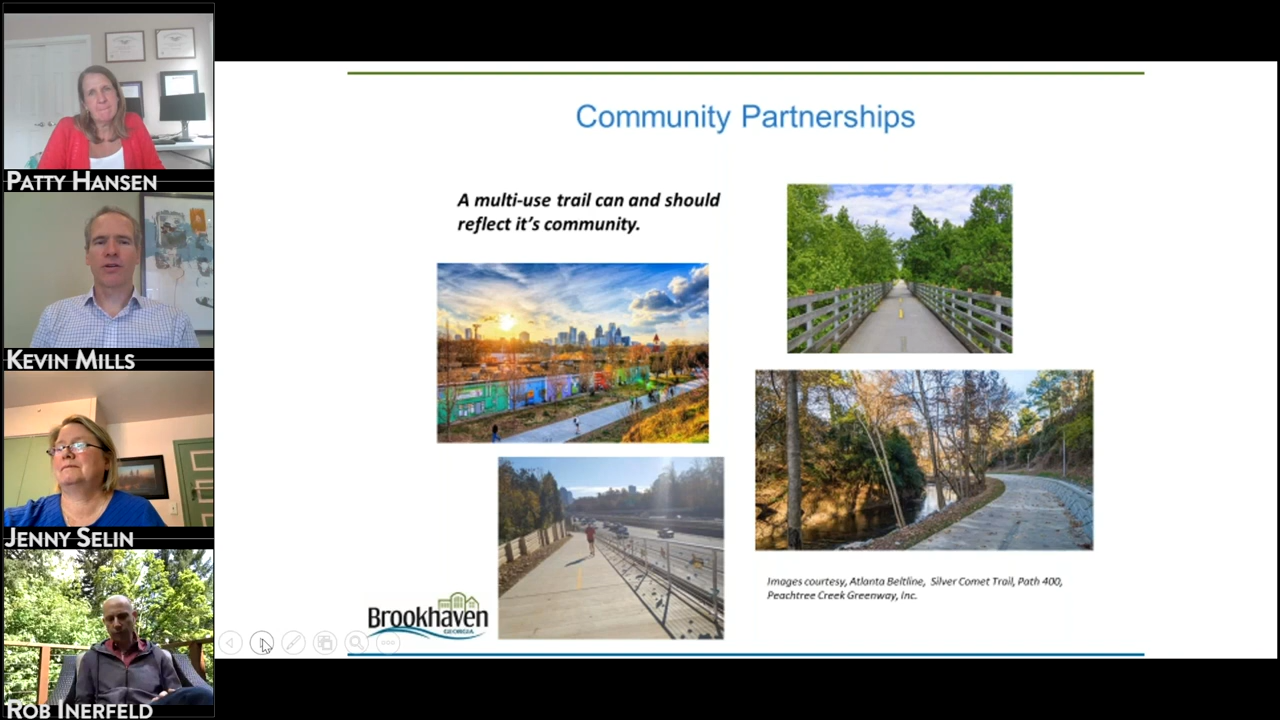 PATTY HANSEN
KEVIN MILLS
JENNY SELIN
ROB INERFELD
Community Partnerships
A multi-use trail can and should
reflect it's community.
Images courtesy, Atlanta Beltline, Silver Comet Trail, Path 400,
Peachtree Creek Greenway, Inc.
Brookhaven
GEORGIA